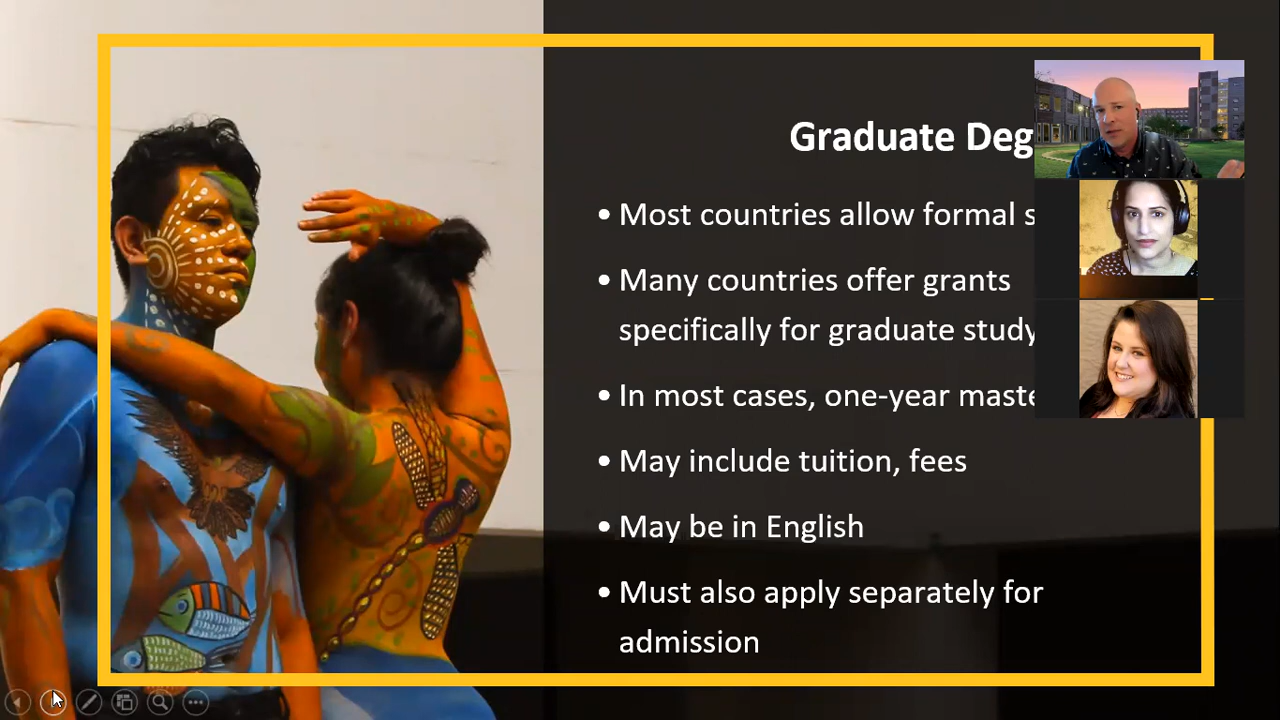 Graduate Deg
• Most countries allow formal s
• Many countries offer grants
specifically for graduate study
• In most cases, one-year maste
• May include tuition, fees
• May be in English
• Must also apply separately for
admission